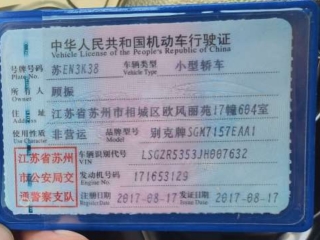 中华人民共和国机动车行驶证
Vehicle License of the People's Republic of China
号牌号码 苏EN3K38 车辆类型 小型轿车
Plate No. Vehicle Type
所有人 顾振
Owner
住址 江苏省苏州市相城区欧风丽苑17幢604室
Address
使用性质 非营运 品牌型号 别克牌SGM7157EAA1
Use Character Model
江苏省苏州 车辆识别代号 LSGZR5353JH007632
VIN
市公安局交 发动机号码 171653129
Engine No.
通警察支队 注册日期 2017-08-17 发证日期 2017-08-17
Register Date Issue Date